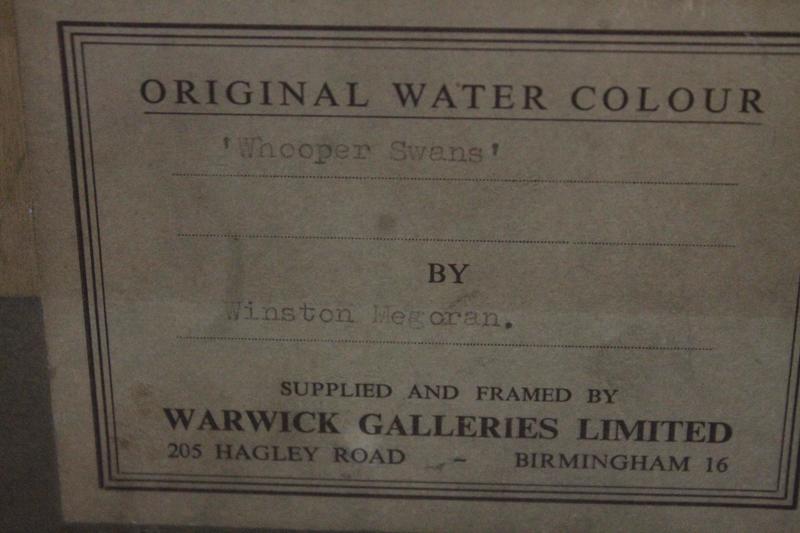 ORIGINAL WATER COLOUR
'Whooper Swans'
BY
Winston Megoran.
SUPPLIED AND FRAMED BY
WARWICK GALLERIES LIMITED
205 HAGLEY ROAD - BIRMINGHAM 16